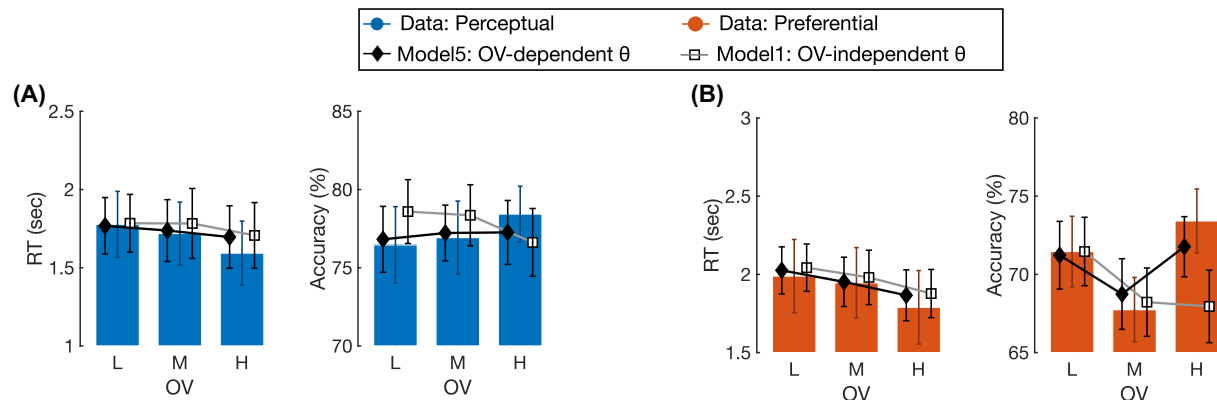 Data: Perceptual
Data: Preferential
Model5: OV-dependent θ
Model1: OV-independent θ
(A)
2.5
2
1.5
1
RT (sec)
L M H
OV
85
80
75
70
Accuracy (%)
L M H
OV
(B)
3
2.5
2
1.5
RT (sec)
L M H
OV
80
75
70
65
Accuracy (%)
L M H
OV